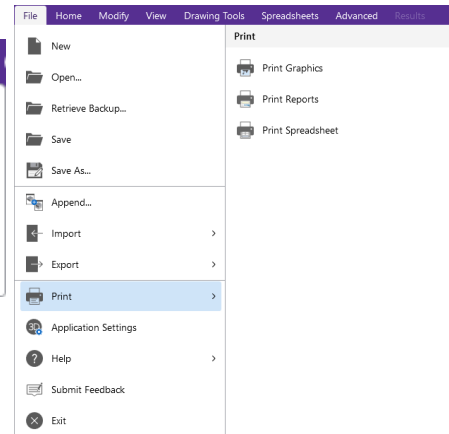 File Home Modify View Drawing Tools Spreadsheets Advanced Results
New
Open...
Retrieve Backup...
Save
Save As...
Append...
Import
Export
Print
3D Application Settings
? Help
Submit Feedback
Exit
Print
Print Graphics
Print Reports
Print Spreadsheet